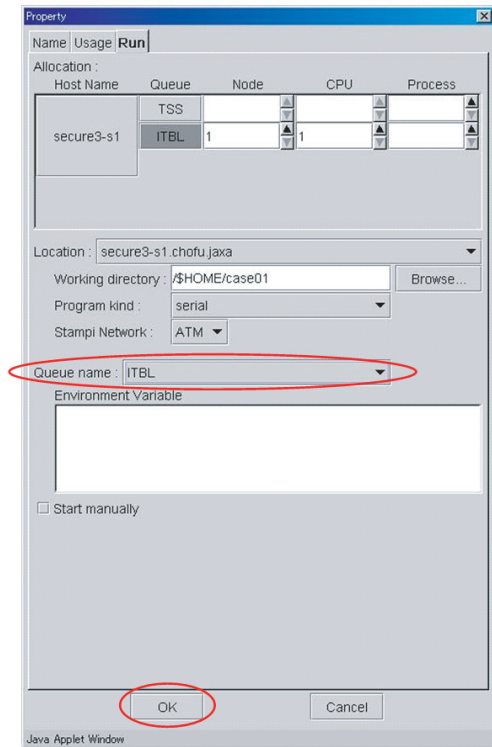 Property
Name Usage Run
Allocation :
Host Name Queue Node CPU Process
TSS
secure3-s1 ITBL 1 1
Location : secure3-s1.chofu.jaxa
Working directory : /$HOME/case01 Browse...
Program kind : serial
Stampi Network : ATM
Queue name : ITBL
Environment Variable
Start manually
OK Cancel
Java Applet Window